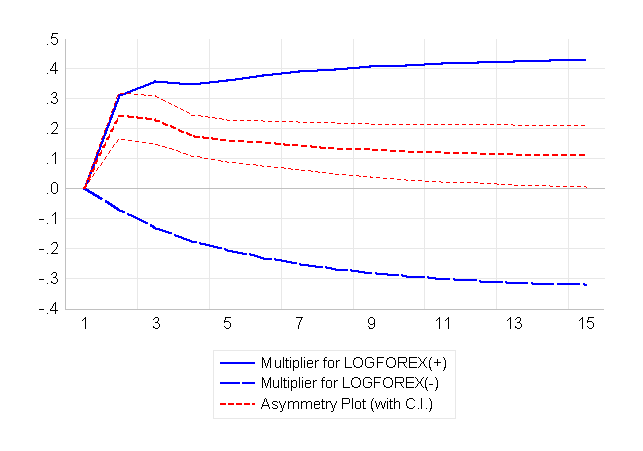 .5
.4
.3
.2
.1
.0
-.1
-.2
-.3
-.4
1 3 5 7 9 11 13 15
Multiplier for LOGFOREX(+)
Multiplier for LOGFOREX(-)
Asymmetry Plot (with C.I.)